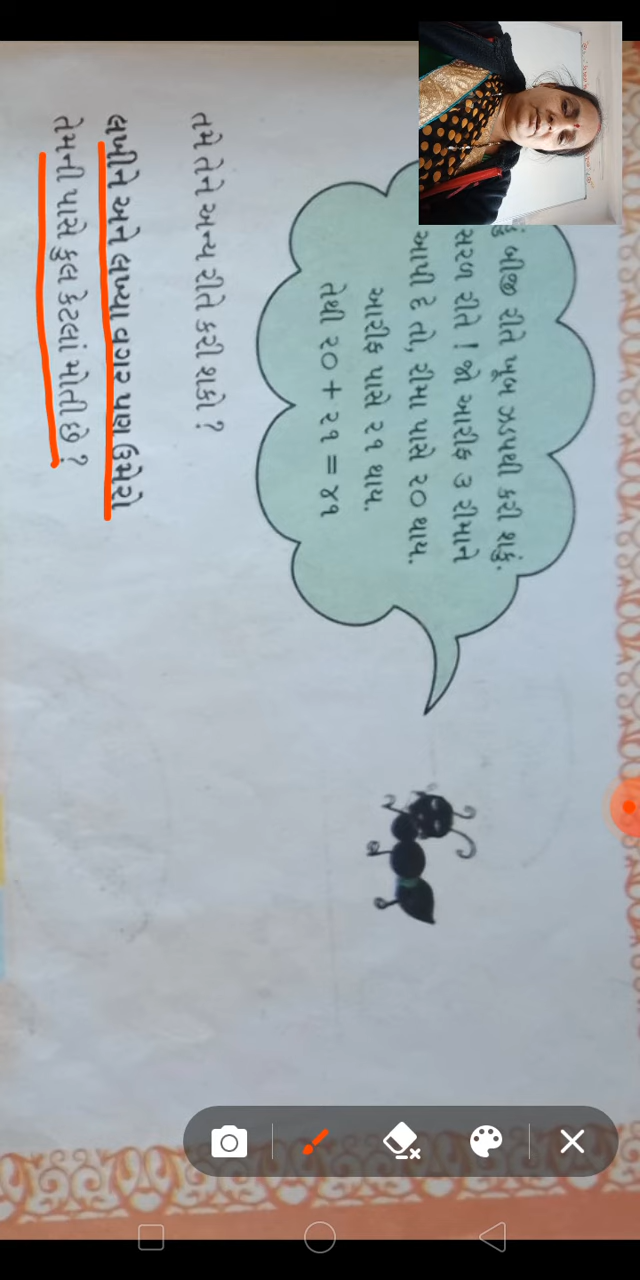 બીજી રીતે ખૂબ ઝડપથી કરી શકું.
સરળ રીતે ! જો આરીફ ૩ રીમાને
આપી દે તો, રીમા પાસે ૨૦ થાય.
આરીફ પાસે ૨૧ થાય.
તેથી ૨૦ + ૨૧ = ૪૧
તમે તેને અન્ય રીતે કરી શકો ?
લખીને અને લખ્યા વગર પણ ઉમેરો
તેમની પાસે કુલ કેટલાં મોતી છે ?